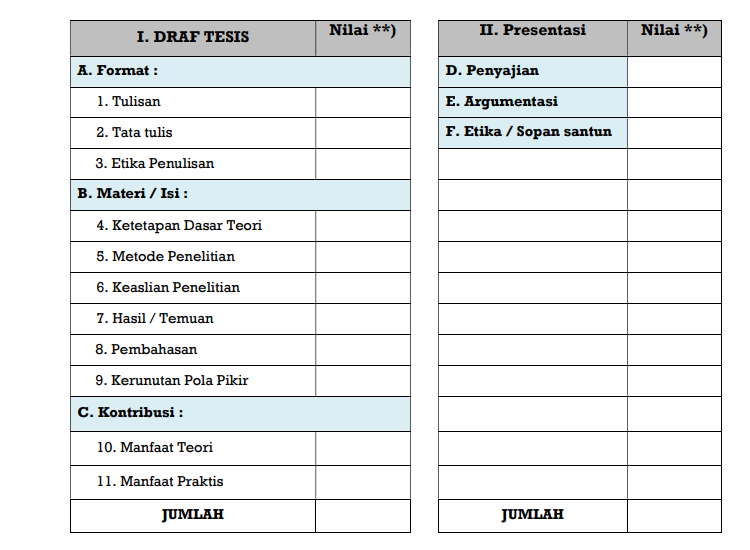 I. DRAF TESIS Nilai **)
A. Format :
1. Tulisan
2. Tata tulis
3. Etika Penulisan
B. Materi / Isi :
4. Ketetapan Dasar Teori
5. Metode Penelitian
6. Keaslian Penelitian
7. Hasil / Temuan
8. Pembahasan
9. Kerunutan Pola Pikir
C. Kontribusi :
10. Manfaat Teori
11. Manfaat Praktis
JUMLAH
II. Presentasi Nilai **)
D. Penyajian
E. Argumentasi
F. Etika / Sopan santun
JUMLAH